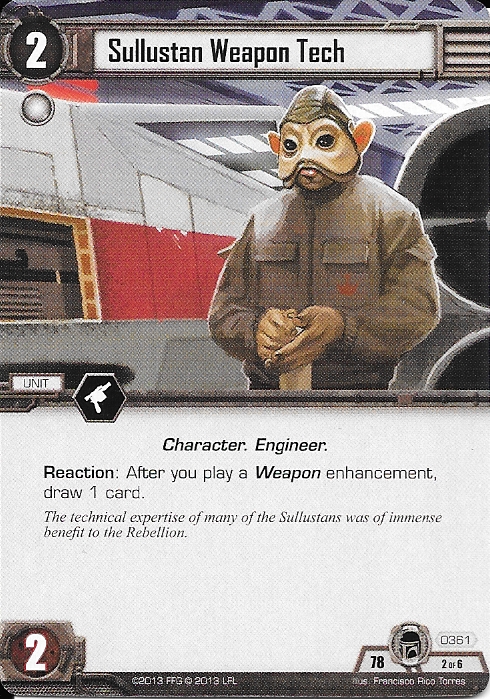 2
Sullustan Weapon Tech
UNIT
Character. Engineer.
Reaction: After you play a Weapon enhancement,
draw 1 card.
The technical expertise of many of the Sullustans was of immense
benefit to the Rebellion.
2
0361
78
2 OF 6
©2013 FFG © 2013 LFL
Illus. Francisco Rico Torres